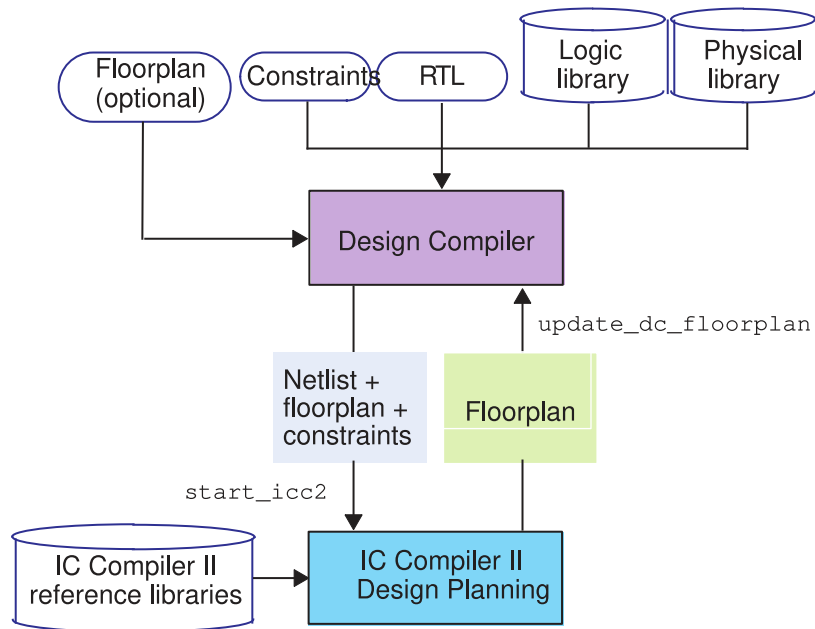 Floorplan
(optional)
Constraints
RTL
Logic
library
Physical
library
Design Compiler
update_dc_floorplan
Netlist +
floorplan +
constraints
Floorplan
start_icc2
IC Compiler II
reference libraries
IC Compiler II
Design Planning